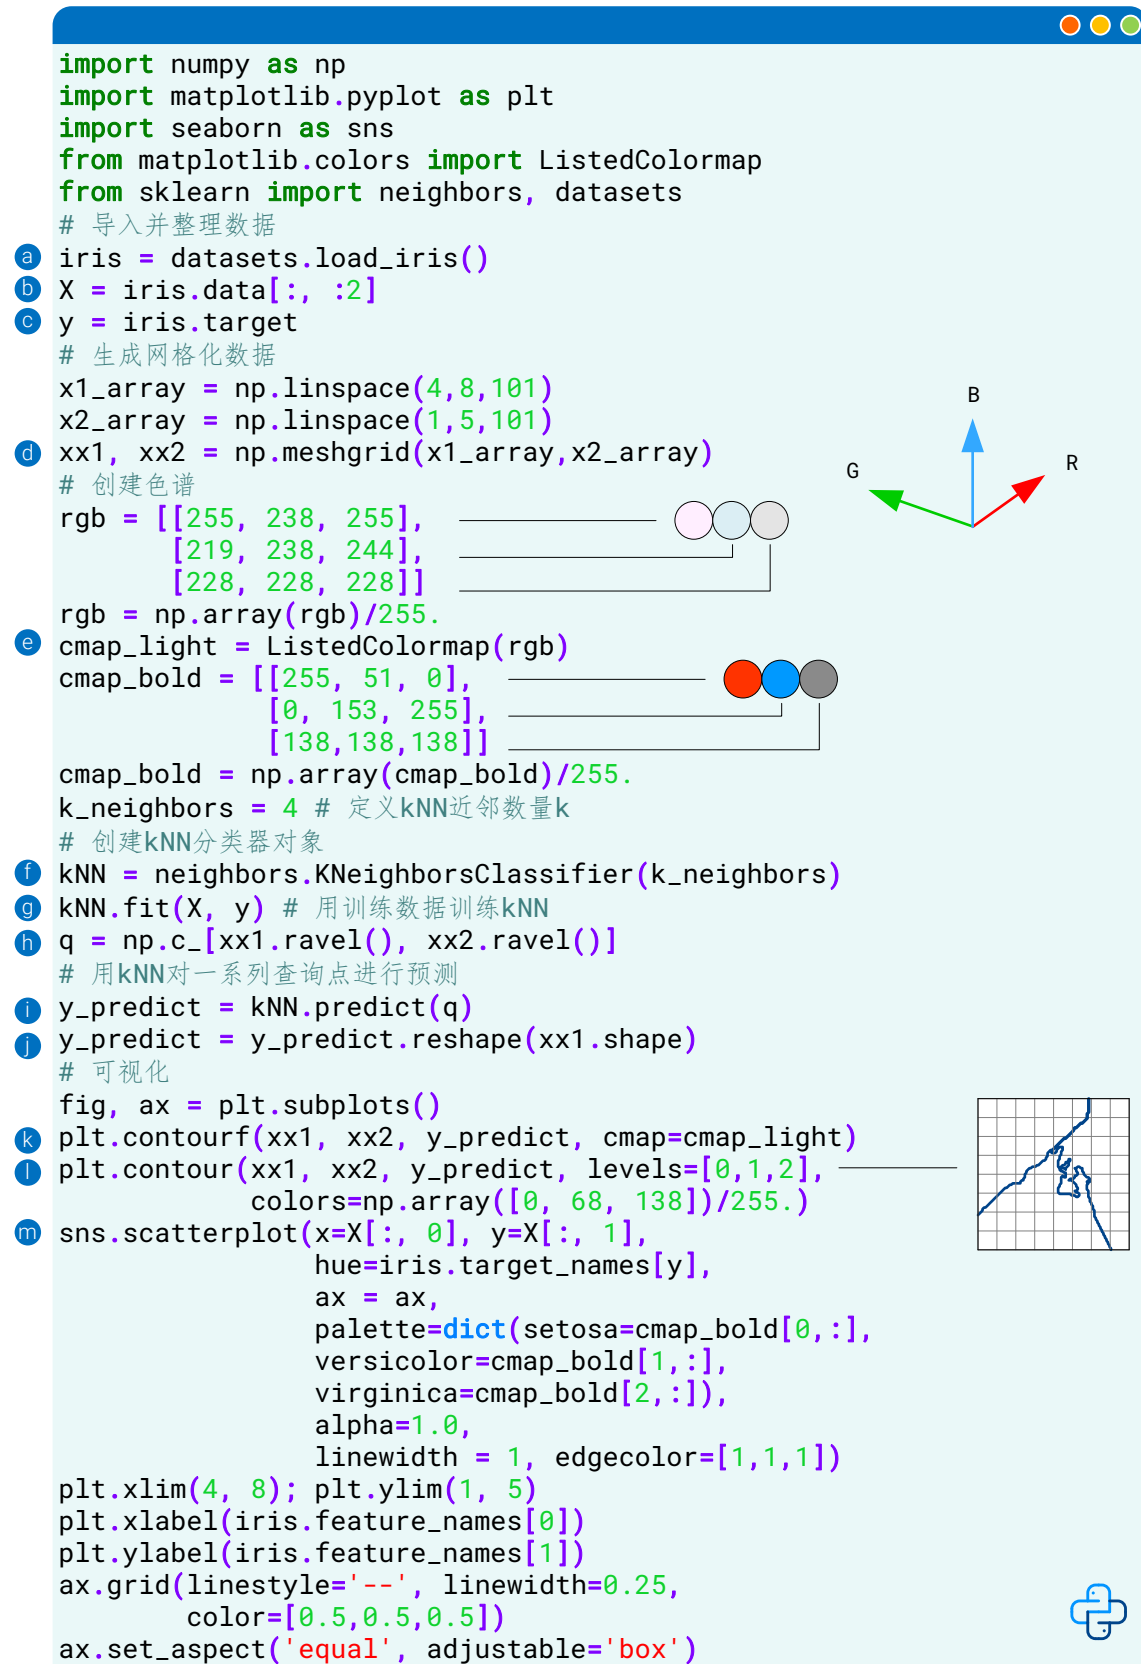 import numpy as np
import matplotlib.pyplot as plt
import seaborn as sns
from matplotlib.colors import ListedColormap
from sklearn import neighbors, datasets
# 导入并整理数据
a iris = datasets.load_iris()
b X = iris.data[:, :2]
c y = iris.target
# 生成网格化数据
x1_array = np.linspace(4,8,101)
x2_array = np.linspace(1,5,101)
B
d xx1, xx2 = np.meshgrid(x1_array,x2_array)
G R
# 创建色谱
rgb = [[255, 238, 255],
[219, 238, 244],
[228, 228, 228]]
rgb = np.array(rgb)/255.
e cmap_light = ListedColormap(rgb)
cmap_bold = [[255, 51, 0],
[0, 153, 255],
[138,138,138]]
cmap_bold = np.array(cmap_bold)/255.
k_neighbors = 4 # 定义kNN近邻数量k
# 创建kNN分类器对象
f kNN = neighbors.KNeighborsClassifier(k_neighbors)
g kNN.fit(X, y) # 用训练数据训练kNN
h q = np.c_[xx1.ravel(), xx2.ravel()]
# 用kNN对一系列查询点进行预测
i y_predict = kNN.predict(q)
j y_predict = y_predict.reshape(xx1.shape)
# 可视化
fig, ax = plt.subplots()
k plt.contourf(xx1, xx2, y_predict, cmap=cmap_light)
l plt.contour(xx1, xx2, y_predict, levels=[0,1,2],
colors=np.array([0, 68, 138])/255.)
m sns.scatterplot(x=X[:, 0], y=X[:, 1],
hue=iris.target_names[y],
ax = ax,
palette=dict(setosa=cmap_bold[0,:],
versicolor=cmap_bold[1,:],
virginica=cmap_bold[2,:]),
alpha=1.0,
linewidth = 1, edgecolor=[1,1,1])
plt.xlim(4, 8); plt.ylim(1, 5)
plt.xlabel(iris.feature_names[0])
plt.ylabel(iris.feature_names[1])
ax.grid(linestyle='--', linewidth=0.25,
color=[0.5,0.5,0.5])
ax.set_aspect('equal', adjustable='box')